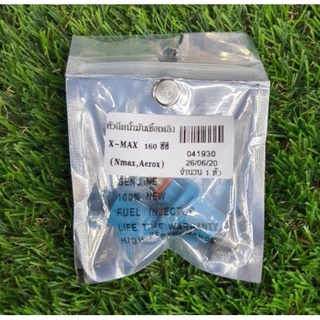 หัวฉีดน้ำมันเชื้อเพลิง
X-MAX 160 ซีซี
(Nmax,Aerox)
041930
26/06/20
จำนวน 1 ตัว
GENUINE
100% NEW
FUEL INJECTOR
LIFE TIME WARRANTY
HIGH PERFORMANCE